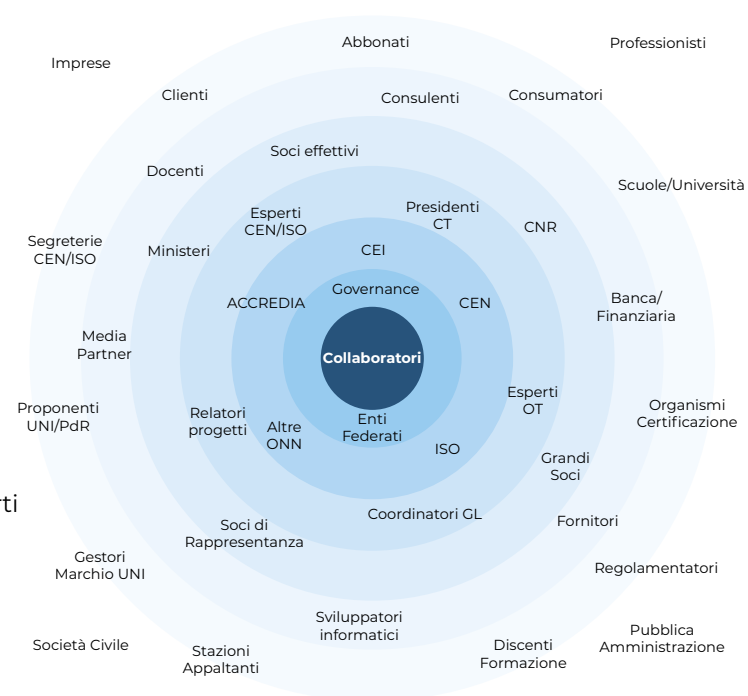 Abbonati
Professionisti
Imprese
Clienti
Consulenti
Consumatori
Soci effettivi
Docenti
Scuole/Università
Presidenti
CT
Esperti
CEN/ISO
CNR
Segreterie
CEN/ISO
Ministeri
CEI
Governance
ACCREDIA
CEN
Banca/
Finanziaria
Media
Partner
Collaboratori
Esperti
OT
Proponenti
UNI/PdR
Relatori
progetti
Altre
ONN
Enti
Federati
Organismi
Certificazione
ISO
Grandi
Soci
rti
Coordinatori GL
Fornitori
Soci di
Rappresentanza
Gestori
Marchio UNI
Regolamentatori
Sviluppatori
informatici
Società Civile
Stazioni
Appaltanti
Discenti
Formazione
Pubblica
Amministrazione